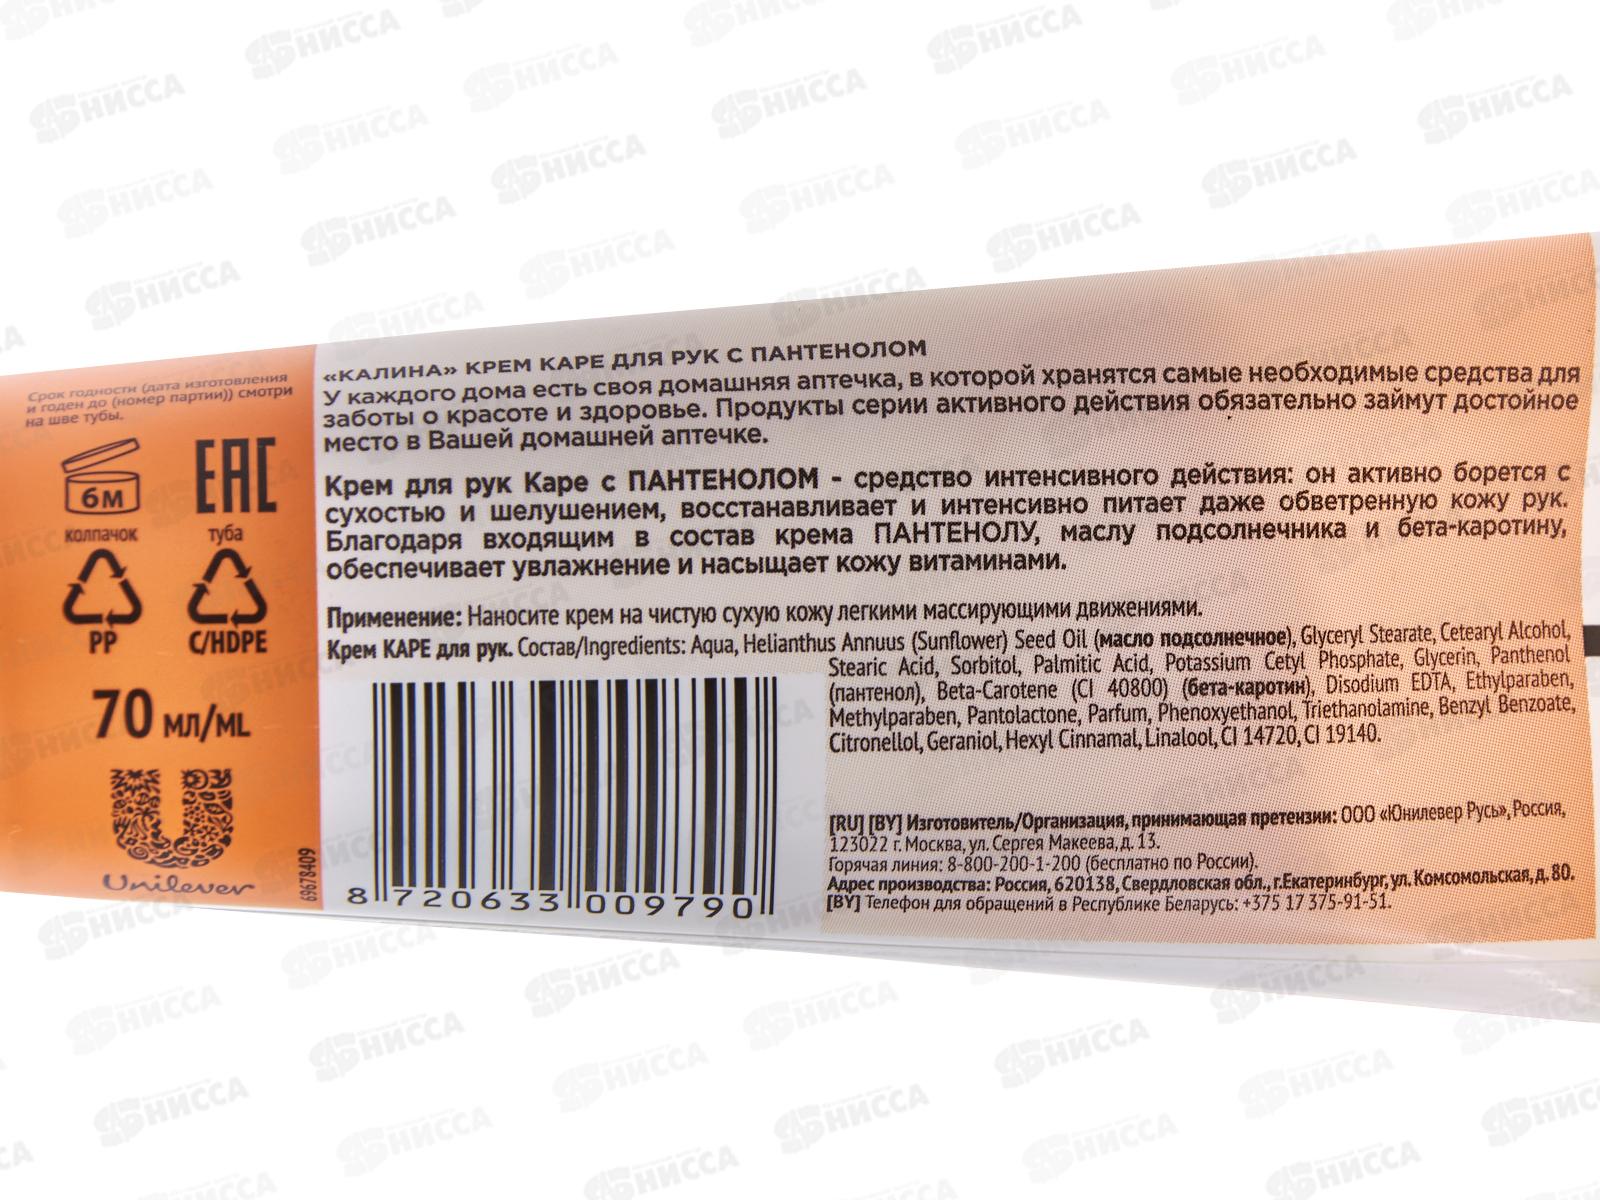 Срок годности (дата изготовления
и годен до (номер партии)) смотри
на шве тубы.
6М
EAC
колпачок
туба
PP
C/HDPE
70 МЛ/ML
Unilever
69678409
«КАЛИНА» КРЕМ КАРЕ ДЛЯ РУК С ПАНТЕНОЛОМ
У каждого дома есть своя домашняя аптечка, в которой хранятся самые необходимые средства для
заботы о красоте и здоровье. Продукты серии активного действия обязательно займут достойное
место в Вашей домашней аптечке.
Крем для рук Каре с ПАНТЕНОЛОМ - средство интенсивного действия: он активно борется с
сухостью и шелушением, восстанавливает и интенсивно питает даже обветренную кожу рук.
Благодаря входящим в состав крема ПАНТЕНОЛУ, маслу подсолнечника и бета-каротину,
обеспечивает увлажнение и насыщает кожу витаминами.
Применение: Наносите крем на чистую сухую кожу легкими массирующими движениями.
Крем КАРЕ для рук. Состав/Ingredients: Aqua, Helianthus Annuus (Sunflower) Seed Oil (масло подсолнечное), Glyceryl Stearate, Cetearyl Alcohol,
Stearic Acid, Sorbitol, Palmitic Acid, Potassium Cetyl Phosphate, Glycerin, Panthenol
(пантенол), Beta-Carotene (CI 40800) (бета-каротин), Disodium EDTA, Ethylparaben,
Methylparaben, Pantolactone, Parfum, Phenoxyethanol, Triethanolamine, Benzyl Benzoate,
Citronellol, Geraniol, Hexyl Cinnamal, Linalool, CI 14720, CI 19140.
8 720633 009790
[RU] [BY] Изготовитель/Организация, принимающая претензии: ООО «Юнилевер Русь», Россия,
123022 г. Москва, ул. Сергея Макеева, д. 13.
Горячая линия: 8-800-200-1-200 (бесплатно по России).
Адрес производства: Россия, 620138, Свердловская обл., г.Екатеринбург, ул. Комсомольская, д. 80.
[BY] Телефон для обращений в Республике Беларусь: +375 17 375-91-51.
НИССА